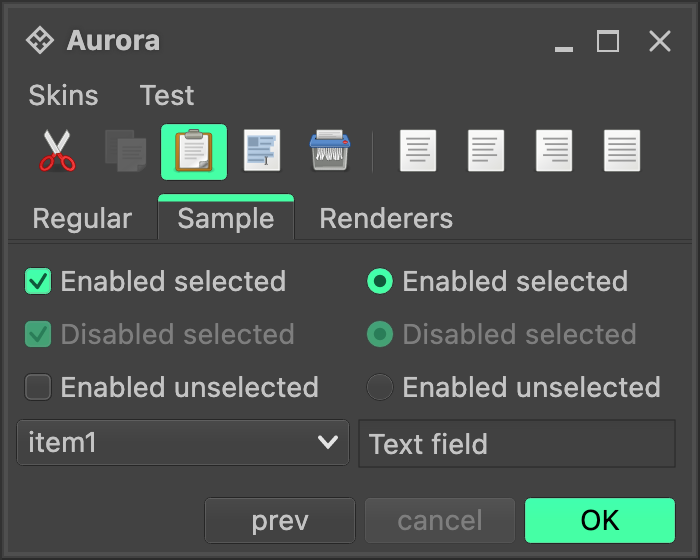 Aurora
Skins Test
Regular Sample Renderers
Enabled selected Enabled selected
Disabled selected Disabled selected
Enabled unselected Enabled unselected
item1 Text field
prev cancel OK